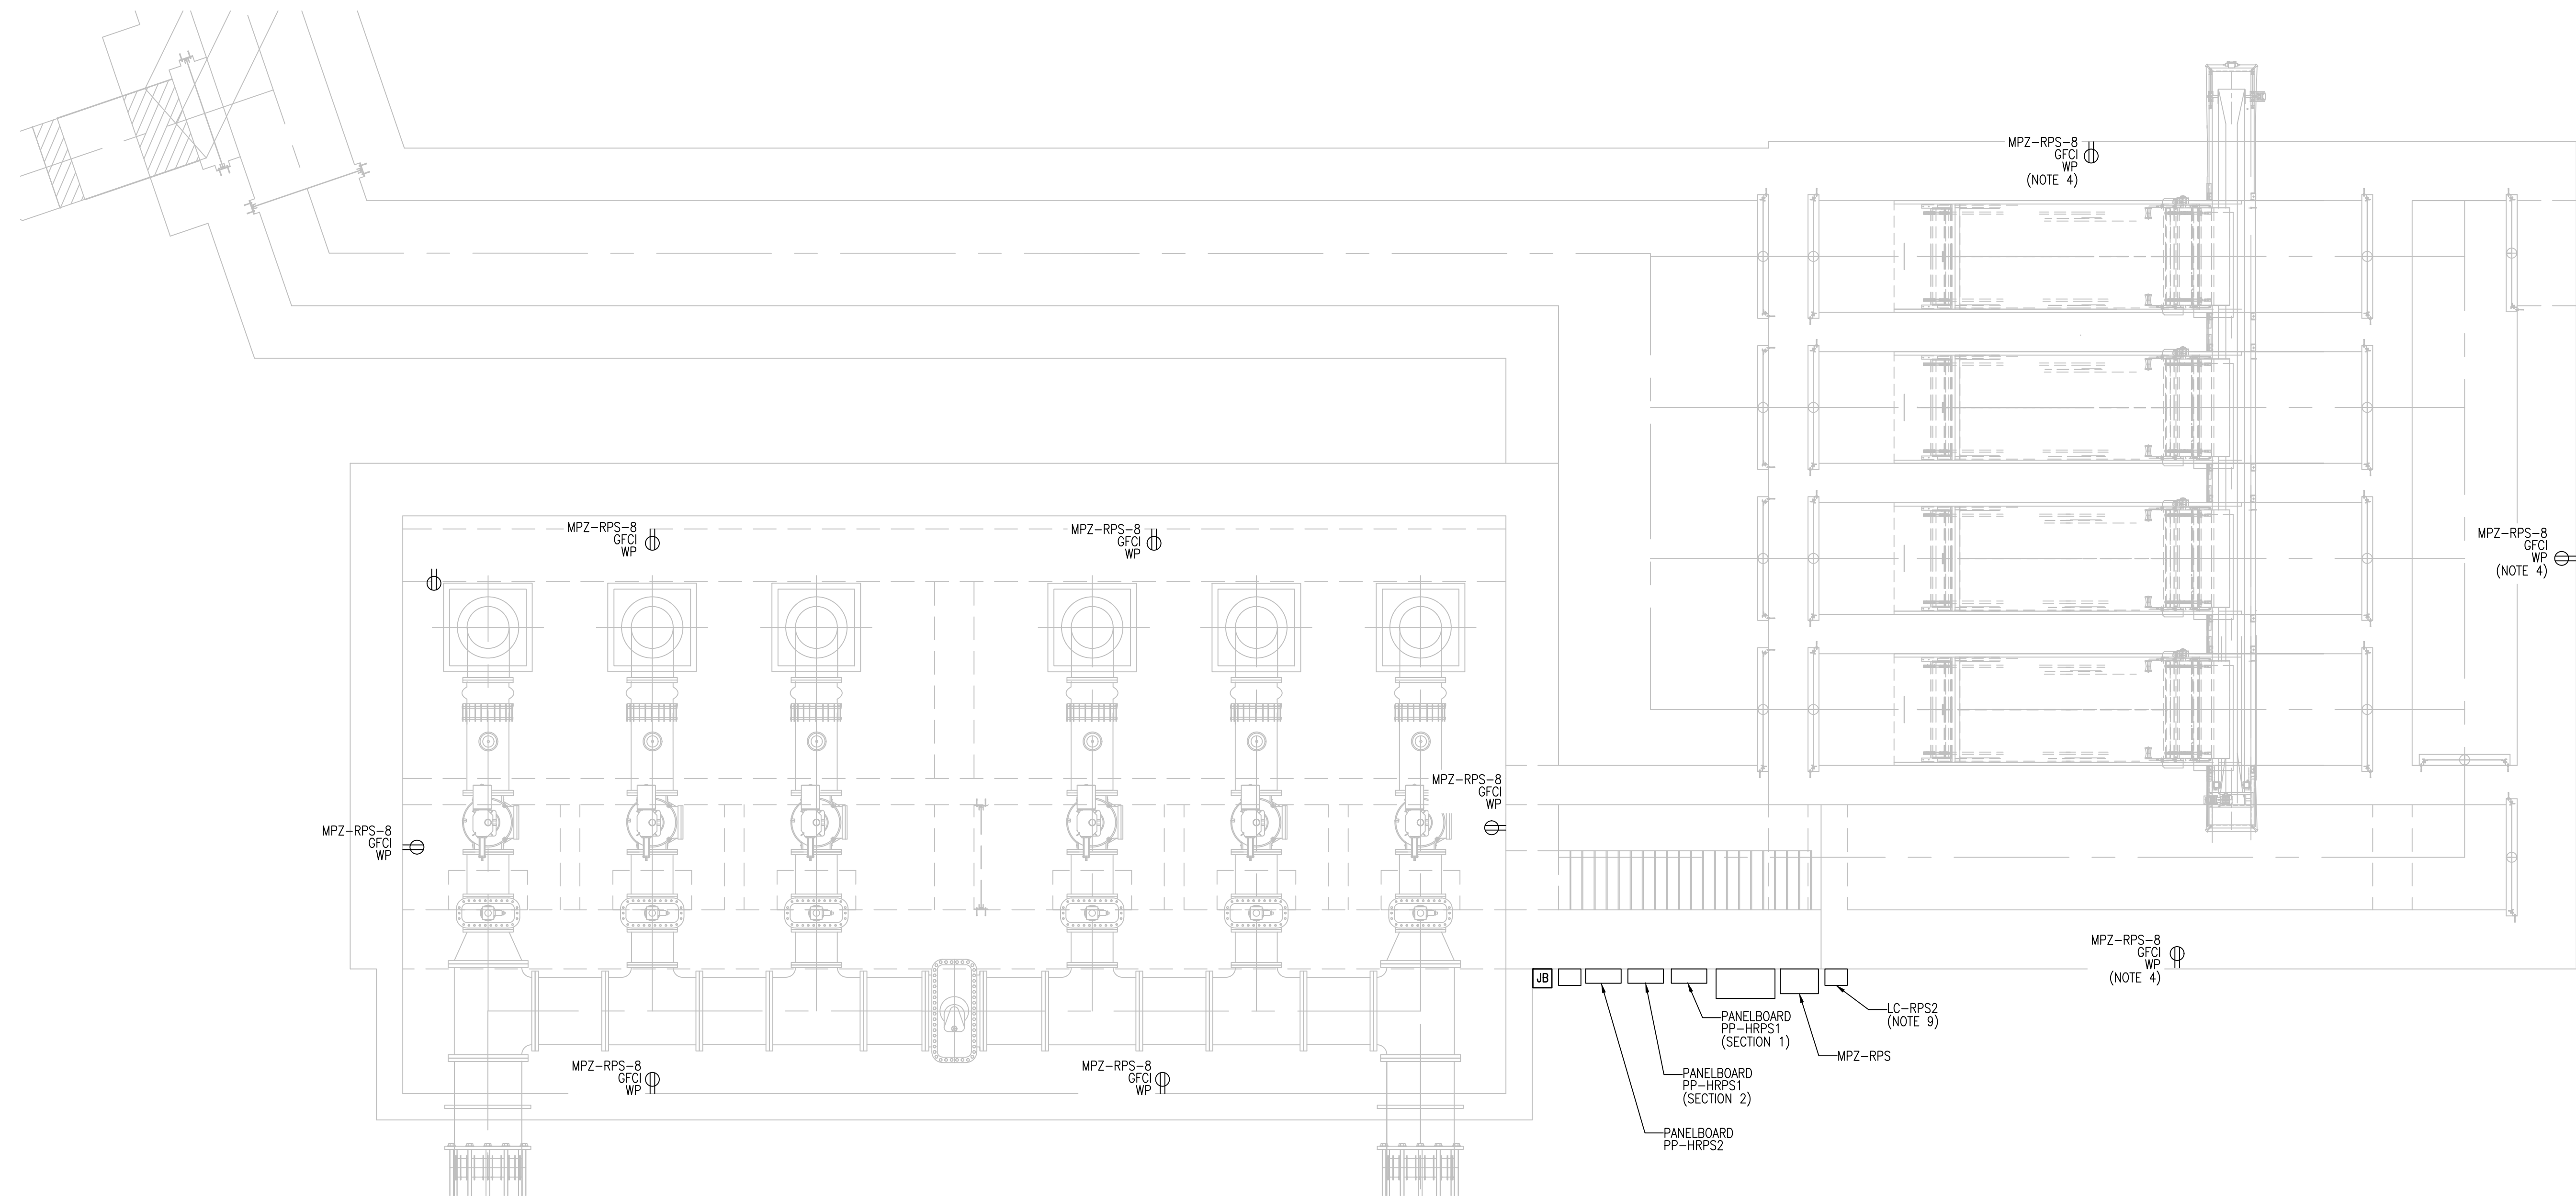 MPZ-RPS-8
GFCI
WP
(NOTE 4)
MPZ-RPS-8
GFCI
WP
MPZ-RPS-8
GFCI
WP
MPZ-RPS-8
GFCI
WP
(NOTE 4)
MPZ-RPS-8
GFCI
WP
MPZ-RPS-8
GFCI
WP
MPZ-RPS-8
GFCI
WP
(NOTE 4)
JB
LC-RPS2
(NOTE 9)
PANELBOARD
PP-HRPS1
(SECTION 1)
MPZ-RPS
MPZ-RPS-8
GFCI
WP
MPZ-RPS-8
GFCI
WP
PANELBOARD
PP-HRPS1
(SECTION 2)
PANELBOARD
PP-HRPS2